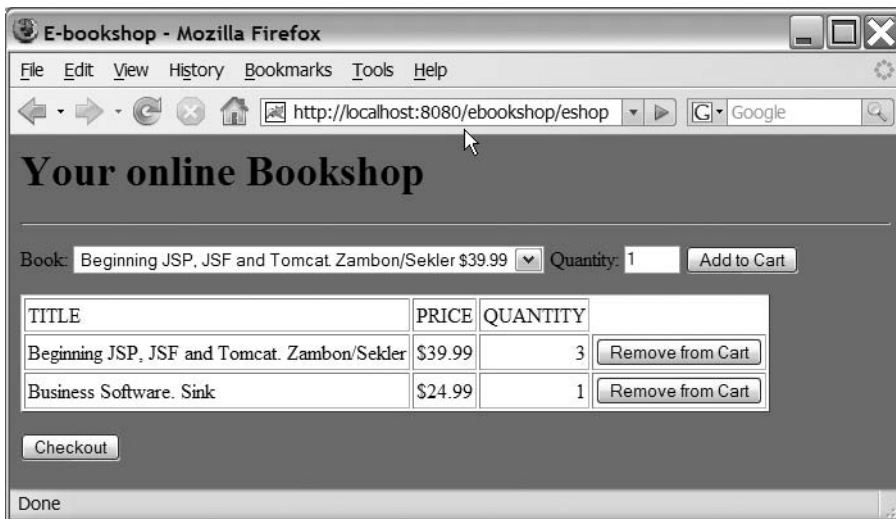 E-bookshop - Mozilla Firefox
File Edit View History Bookmarks Tools Help
http://localhost:8080/ebookshop/eshop G Google
Your online Bookshop
Book: Beginning JSP, JSF and Tomcat. Zambon/Sekler $39.99 Quantity: 1 Add to Cart
TITLE PRICE QUANTITY
Beginning JSP, JSF and Tomcat. Zambon/Sekler $39.99 3 Remove from Cart
Business Software. Sink $24.99 1 Remove from Cart
Checkout
Done